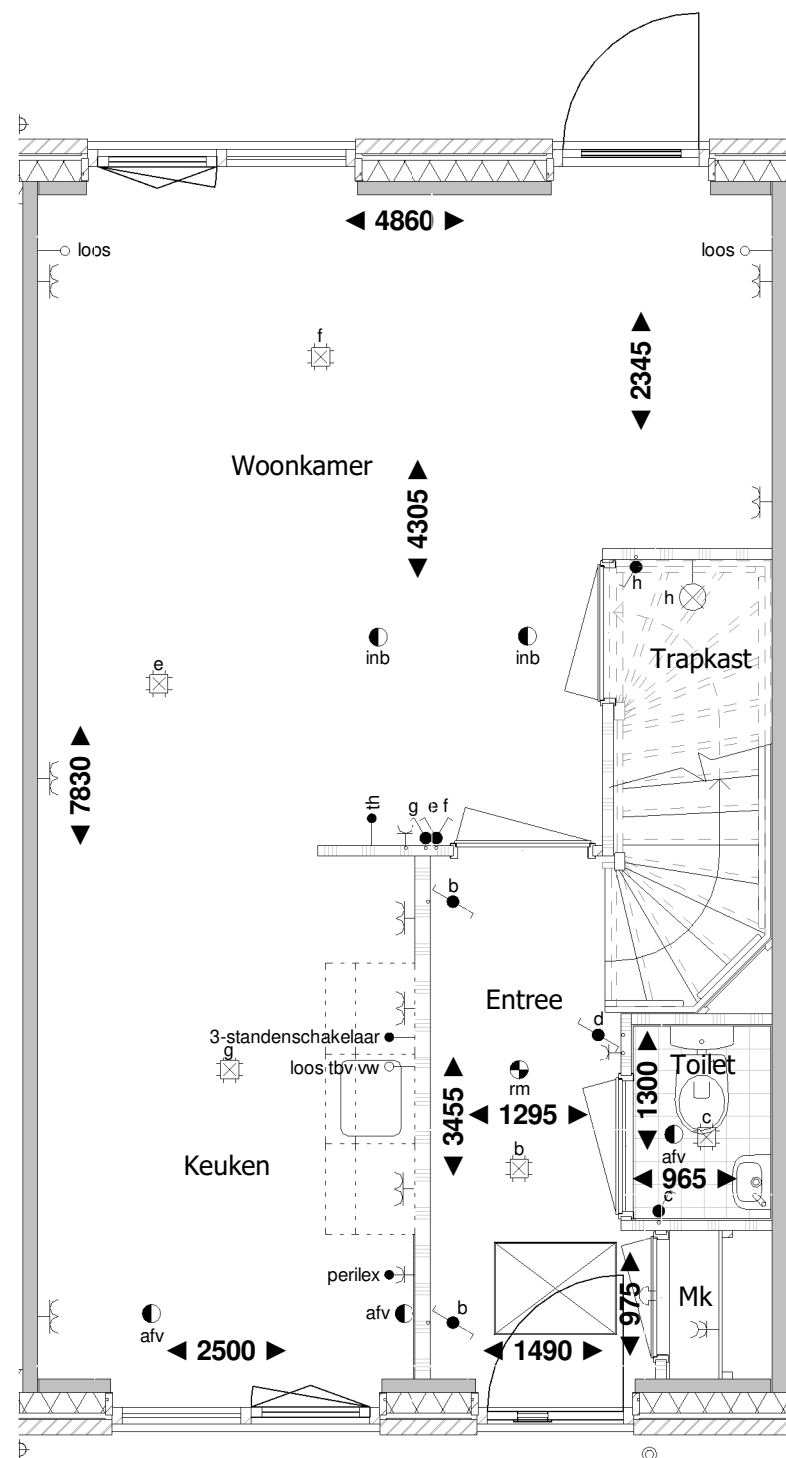 4860
loos
loos
f
2345
Woonkamer
4305
h
h
inb
inb
Trapkast
e
7830
th
g
e f
b
Entree
d
3-standenschakelaar
g
loos tbv vw
rm
3455
1295
1300
Toilet
c
afv
965
c
Keuken
b
perilex
afv
b
975
Mk
afv
2500
1490